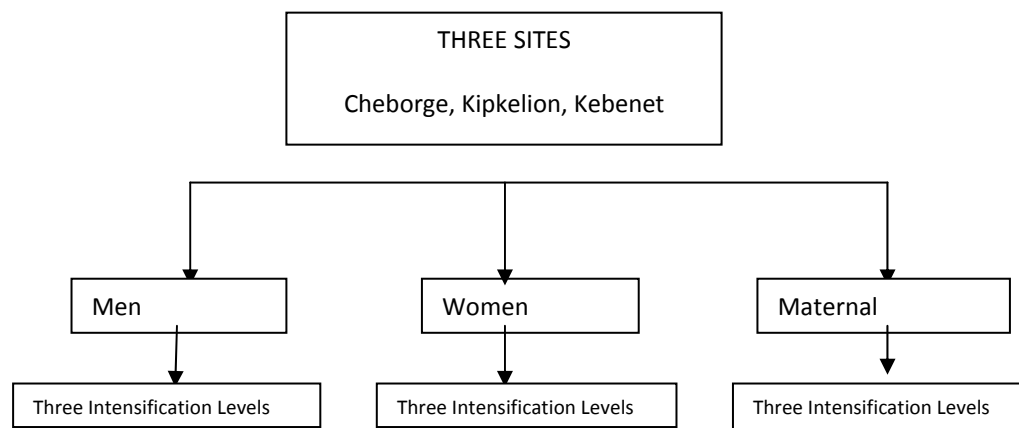 THREE SITES
Cheborge, Kipkelion, Kebenet
Men
Women
Maternal
Three Intensification Levels
Three Intensification Levels
Three Intensification Levels